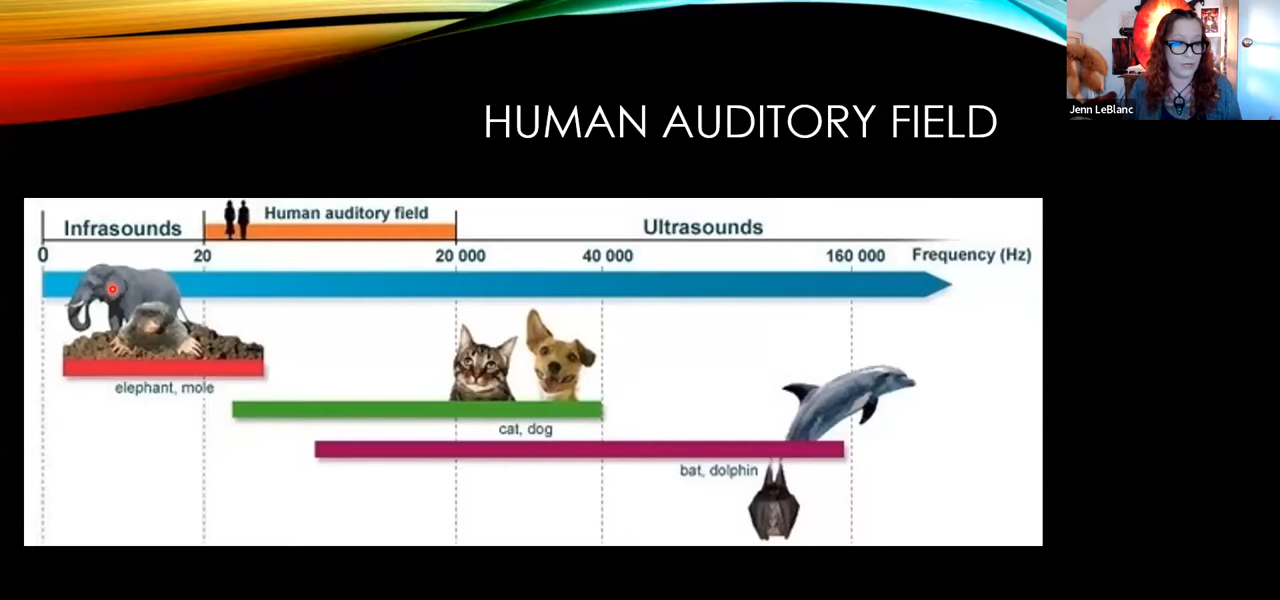 HUMAN AUDITORY FIELD
Jenn LeBlanc
Infrasounds
Human auditory field
Ultrasounds
0 20 20 000 40 000 160 000 Frequency (Hz)
elephant, mole
cat, dog
bat, dolphin